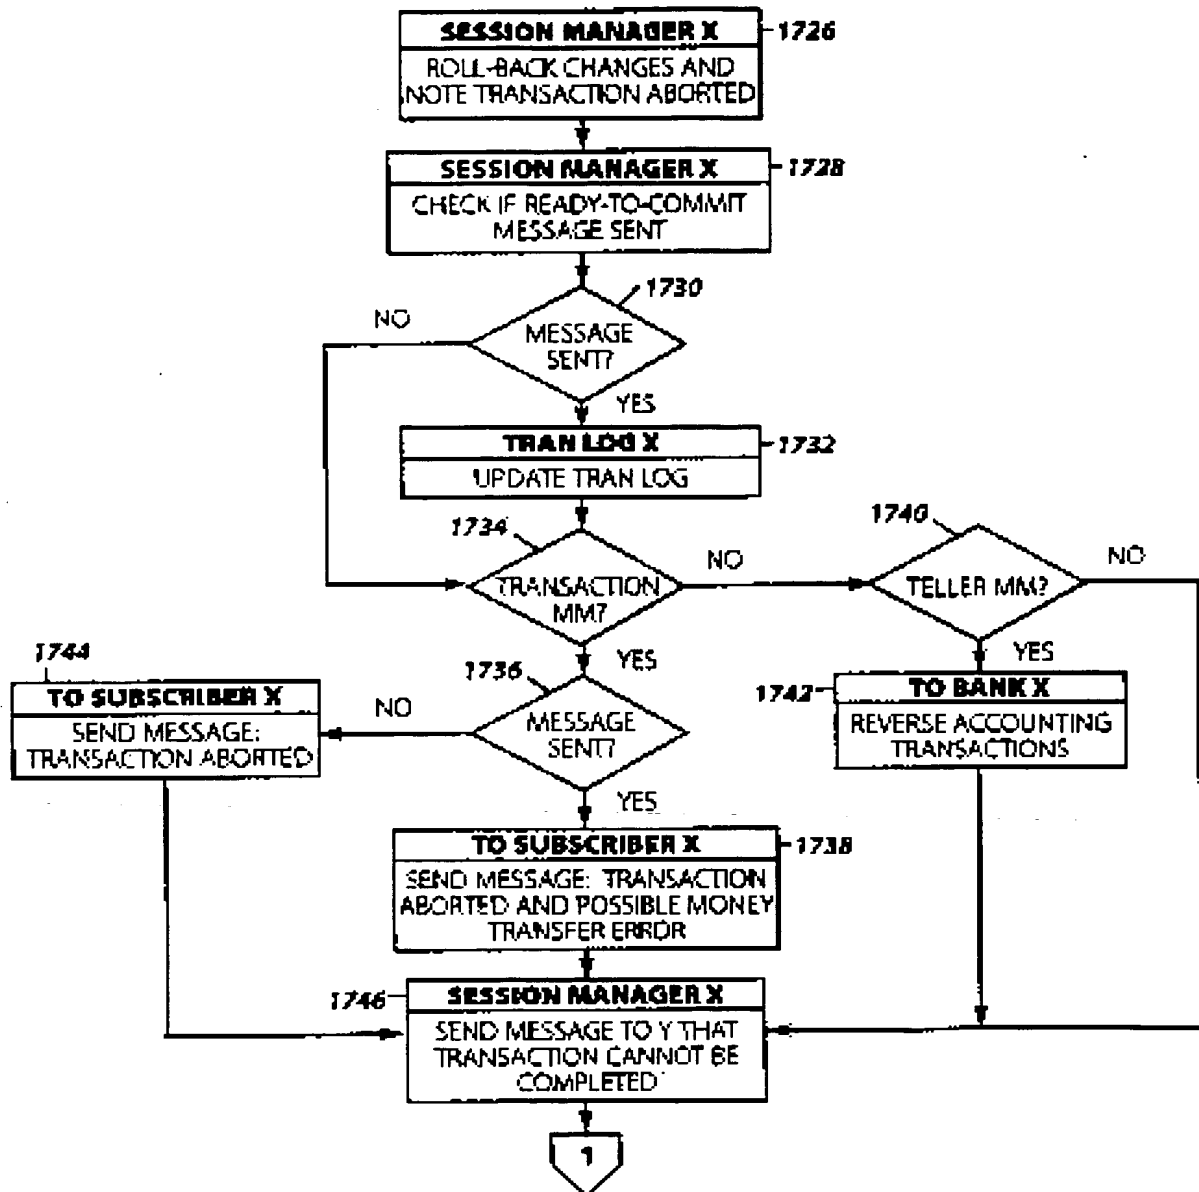 SESSION MANAGER X
1726
ROLL-BACK CHANGES AND
NOTE TRANSACTION ABORTED
SESSION MANAGER X
1728
CHECK IF READY-TO-COMMIT
MESSAGE SENT
1730
NO
MESSAGE
SENT?
YES
TRAN LOG X
1732
UPDATE TRAN LOG
1734
TRANSACTION
MM?
NO
1740
TELLER MM?
NO
YES
1736
YES
1744
TO SUBSCRIBER X
SEND MESSAGE:
TRANSACTION ABORTED
NO
MESSAGE
SENT?
1742
TO BANK X
REVERSE ACCOUNTING
TRANSACTIONS
YES
TO SUBSCRIBER X
1738
SEND MESSAGE: TRANSACTION
ABORTED AND POSSIBLE MONEY
TRANSFER ERROR
1746
SESSION MANAGER X
SEND MESSAGE TO Y THAT
TRANSACTION CANNOT BE
COMPLETED
1